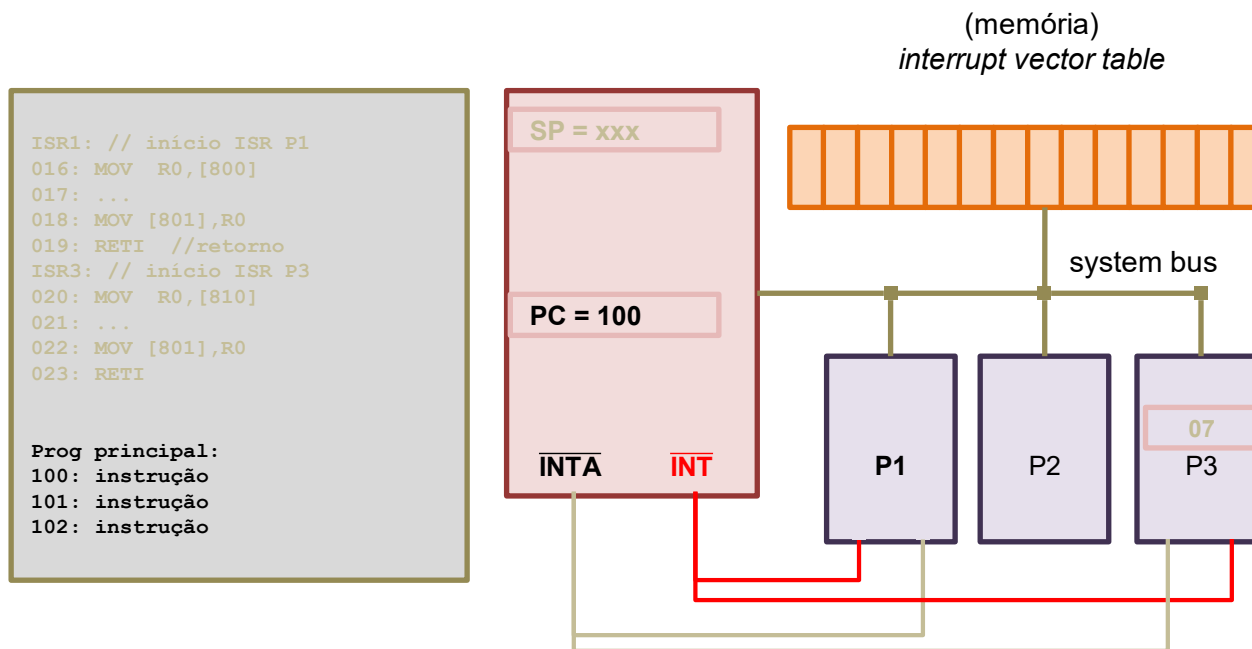 (memória)
interrupt vector table
ISR1: // início ISR P1
016: MOV  R0,[800]
017: ...
018: MOV [801],R0
019: RETI  //retorno
ISR3: // início ISR P3
020: MOV  R0,[810]
021: ...
022: MOV [801],R0
023: RETI
Prog principal:
100: instrução
101: instrução
102: instrução
SP = xxx
PC = 100
INTA INT
system bus
P1
P2
07
P3